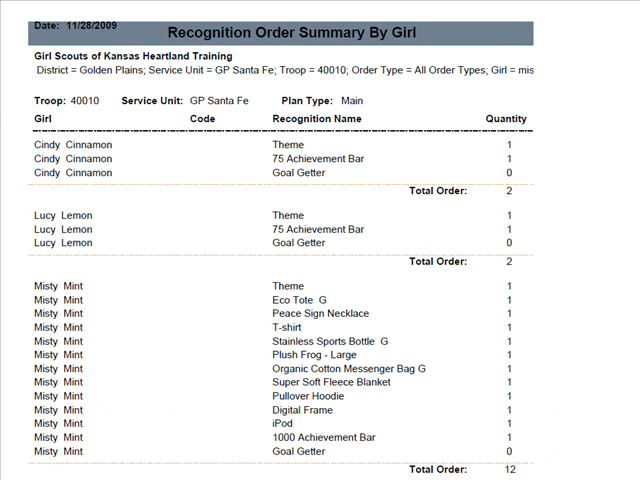 Date: 11/28/2009
Recognition Order Summary By Girl
Girl Scouts of Kansas Heartland Training
District = Golden Plains; Service Unit = GP Santa Fe; Troop = 40010; Order Type = All Order Types; Girl = mis
Troop: 40010 Service Unit: GP Santa Fe Plan Type: Main
Girl Code Recognition Name Quantity
Cindy Cinnamon Theme 1
Cindy Cinnamon 75 Achievement Bar 1
Cindy Cinnamon Goal Getter 0
Total Order: 2
Lucy Lemon Theme 1
Lucy Lemon 75 Achievement Bar 1
Lucy Lemon Goal Getter 0
Total Order: 2
Misty Mint Theme 1
Misty Mint Eco Tote G 1
Misty Mint Peace Sign Necklace 1
Misty Mint T-shirt 1
Misty Mint Stainless Sports Bottle G 1
Misty Mint Plush Frog - Large 1
Misty Mint Organic Cotton Messenger Bag G 1
Misty Mint Super Soft Fleece Blanket 1
Misty Mint Pullover Hoodie 1
Misty Mint Digital Frame 1
Misty Mint iPod 1
Misty Mint 1000 Achievement Bar 1
Misty Mint Goal Getter 0
Total Order: 12